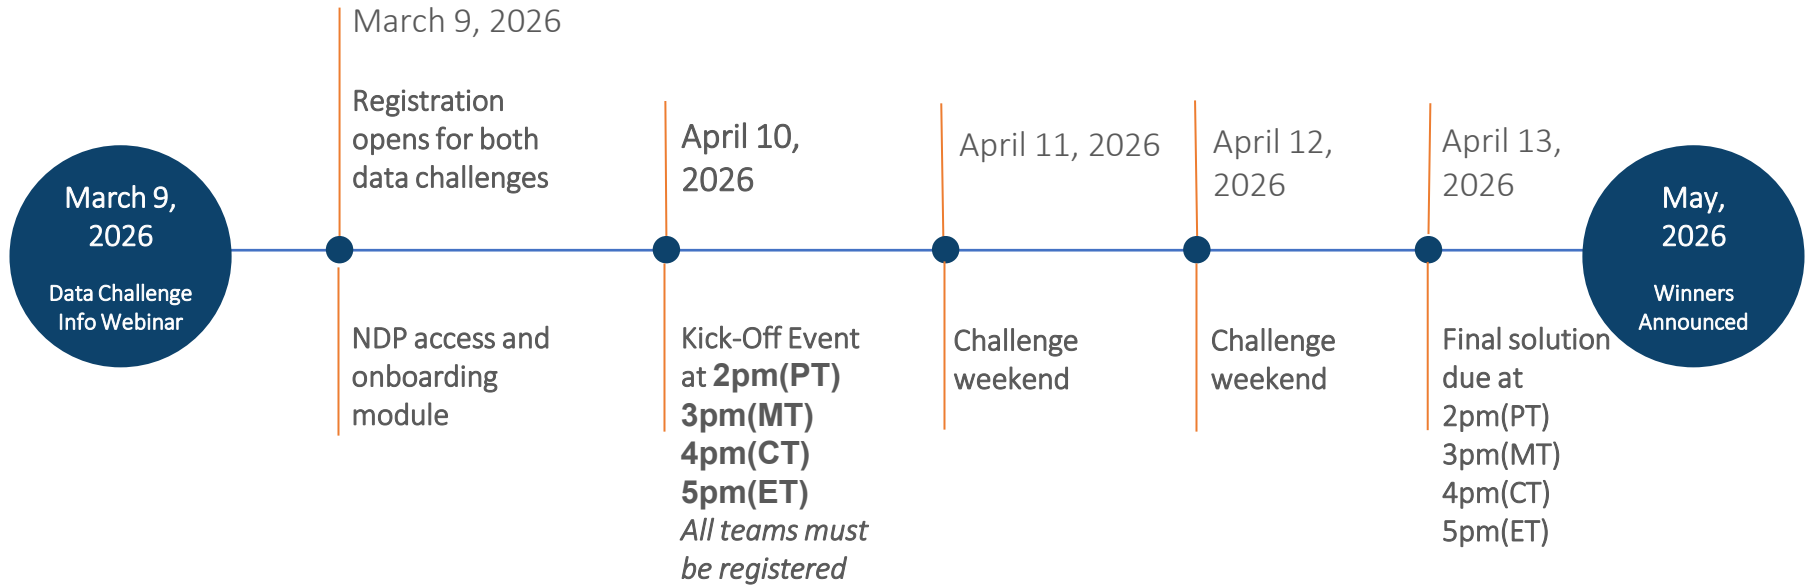 March 9,
2026
Data Challenge
Info Webinar
March 9, 2026
Registration
opens for both
data challenges
NDP access and
onboarding
module
April 10,
2026
Kick-Off Event
at 2pm(PT)
3pm(MT)
4pm(CT)
5pm(ET)
All teams must
be registered
April 11, 2026
Challenge
weekend
April 12,
2026
Challenge
weekend
April 13,
2026
Final solution
due at
2pm(PT)
3pm(MT)
4pm(CT)
5pm(ET)
May,
2026
Winners
Announced